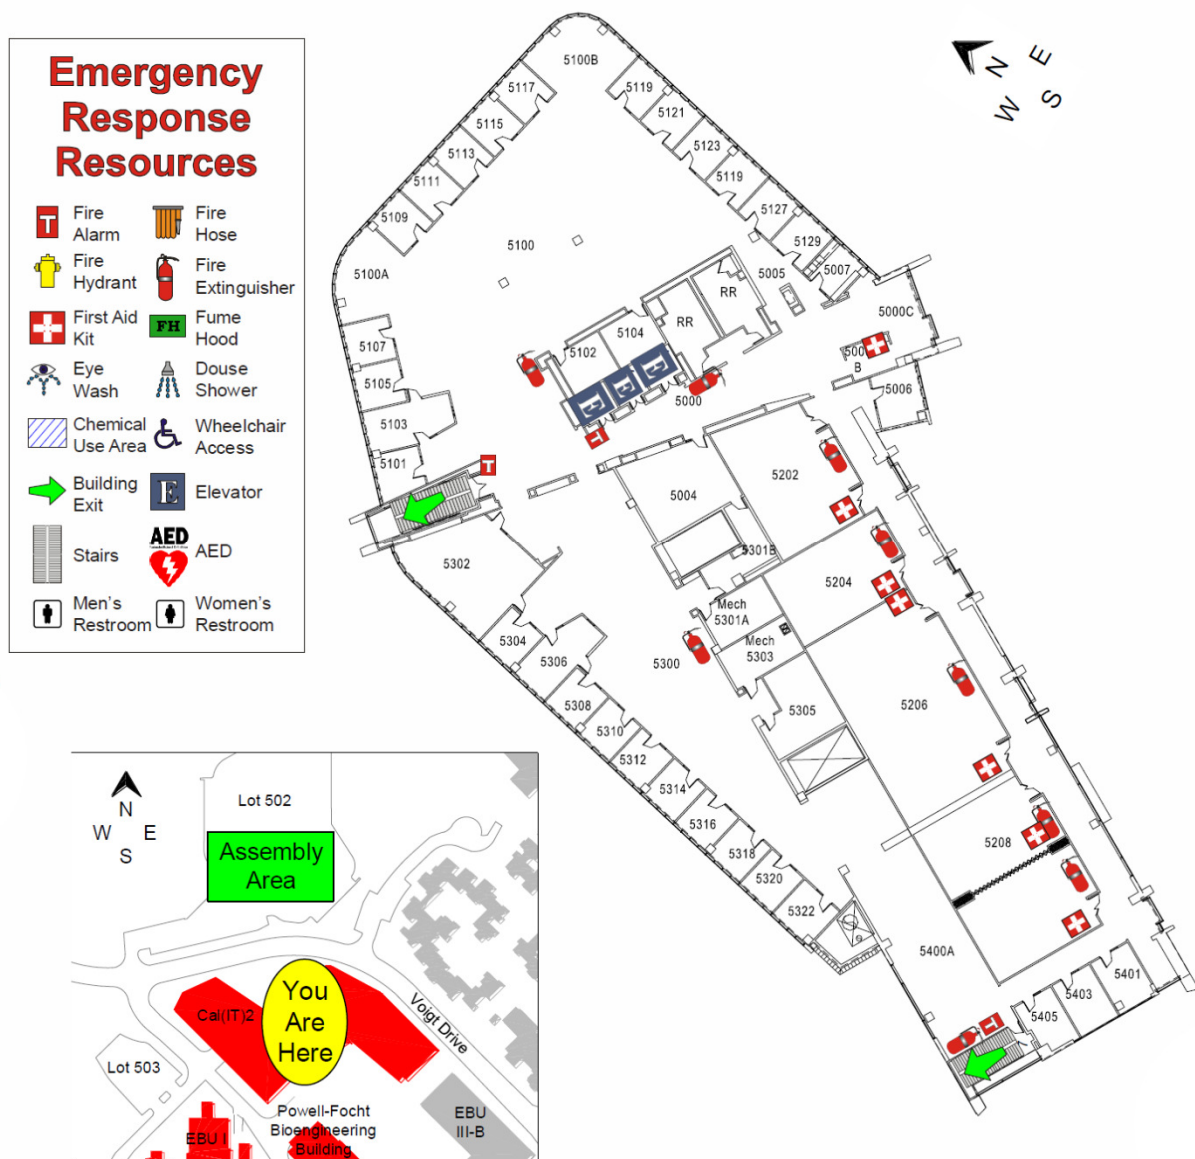 Emergency
Response
Resources
T
Fire
Alarm
Fire
Hose
Fire
Hydrant
Fire
Extinguisher
First Aid
Kit
FH
Fume
Hood
Eye
Wash
Douse
Shower
Chemical
Use Area
Wheelchair
Access
Building
Exit
E
Elevator
Stairs
AED
AED
Men's
Restroom
Women's
Restroom
N
E
W
S
5100B
5117
5115
5113
5111
5109
5119
5121
5123
5119
5127
5129
5007
5100
5100A
5005
5000C
RR
RR
5104
5102
5107
5105
5103
5101
E
E
E
5000
500
B
5006
T
T
5202
5004
5302
5301B
5204
Mech
5301A
Mech
5303
5304
5306
5300
5305
5206
5308
5310
5312
5314
5316
5318
5320
5322
5208
5400A
5401
5403
5405
T
N
W
E
S
Lot 502
Assembly
Area
You
Are
Here
Cal(IT)2
Voigt Drive
Lot 503
Powell-Focht
Bioengineering
Building
EBU I
EBU
III-B